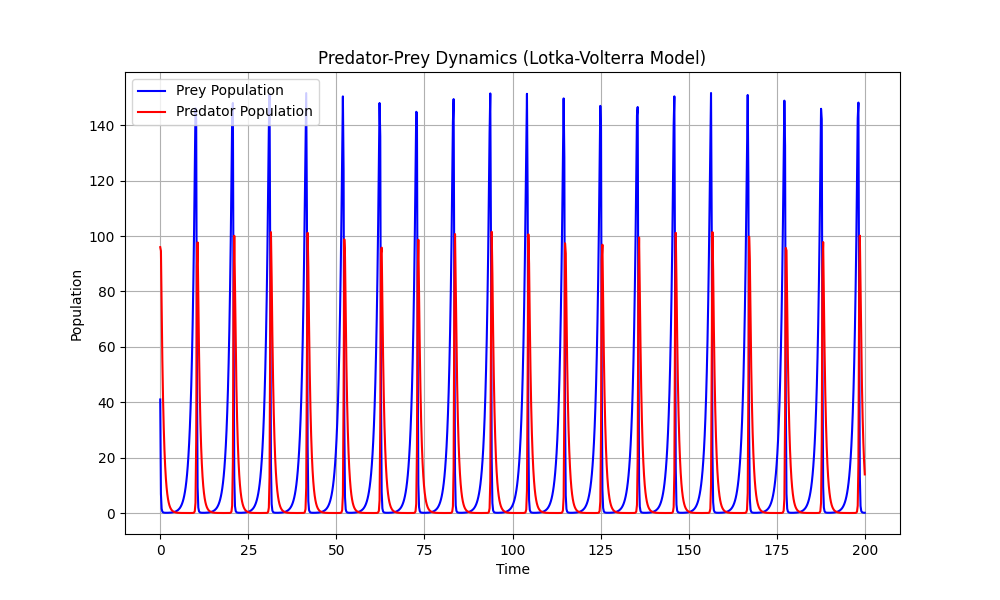 Predator-Prey Dynamics (Lotka-Volterra Model)
Prey Population
Predator Population
Population
140
120
100
80
60
40
20
0
0 25 50 75 100 125 150 175 200
Time